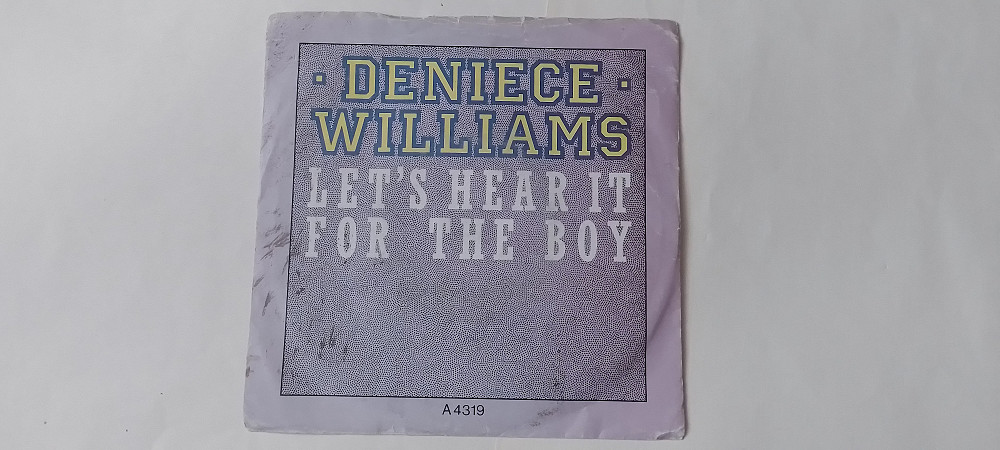 · DENIECE ·
WILLIAMS
LET'S HEAR IT
FOR THE BOY
A 4319